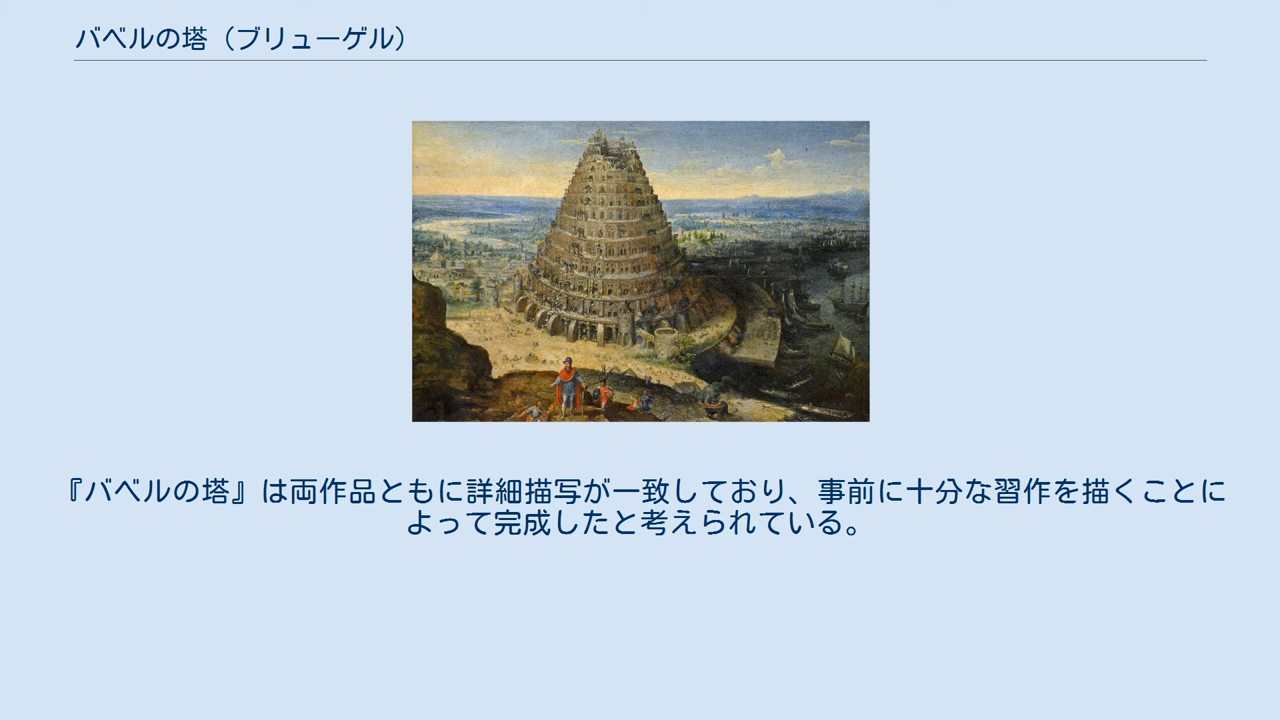 バベルの塔（ブリューゲル）
『バベルの塔』は両作品ともに詳細描写が一致しており、事前に十分な習作を描くことに
よって完成したと考えられている。